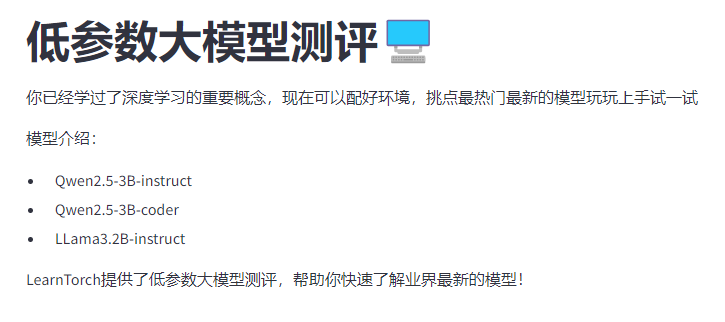 低参数大模型测评
你已经学过了深度学习的重要概念，现在可以配好环境，挑点最热门最新的模型玩玩上手试一试
模型介绍：
Qwen2.5-3B-instruct
Qwen2.5-3B-coder
LLama3.2B-instruct
LearnTorch提供了低参数大模型测评，帮助你快速了解业界最新的模型！